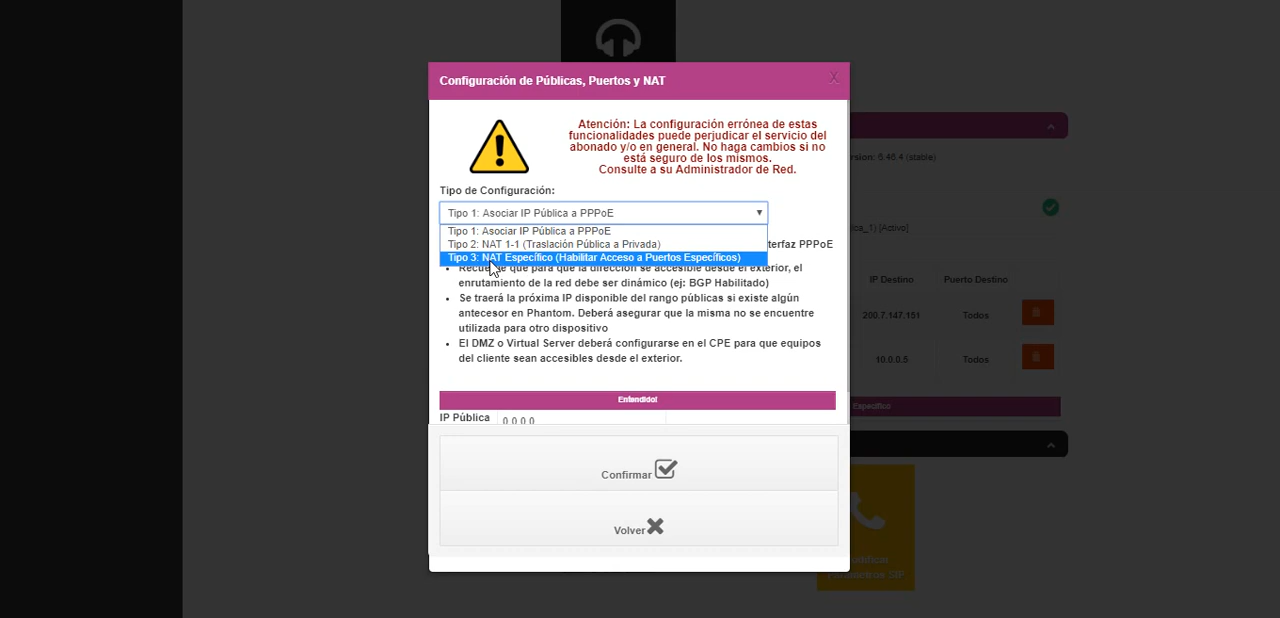 Configuración de Públicas, Puertos y NAT
X
Atención: La configuración errónea de estas
funcionalidades puede perjudicar el servicio del
abonado y/o en general. No haga cambios si no
está seguro de los mismos.
Consulte a su Administrador de Red.
Tipo de Configuración:
Tipo 1: Asociar IP Pública a PPPoE
Tipo 1: Asociar IP Pública a PPPoE
Tipo 2: NAT 1-1 (Traslación Pública a Privada)
Tipo 3: NAT Específico (Habilitar Acceso a Puertos Específicos)
terfaz PPPoE
que para que la dirección se accesible desde el exterior, el
enrutamiento de la red debe ser dinámico (ej: BGP Habilitado)
Se traerá la próxima IP disponible del rango públicas si existe algún
antecesor en Phantom. Deberá asegurar que la misma no se encuentre
utilizada para otro dispositivo
El DMZ o Virtual Server deberá configurarse en el CPE para que equipos
del cliente sean accesibles desde el exterior.
Entendido!
IP Pública
0.0.0.0
Confirmar
Volver
rsion: 6.46.4 (stable)
ca_1) [Activo]
IP Destino Puerto Destino
200.7.147.151 Todos
10.0.0.5 Todos
Específico